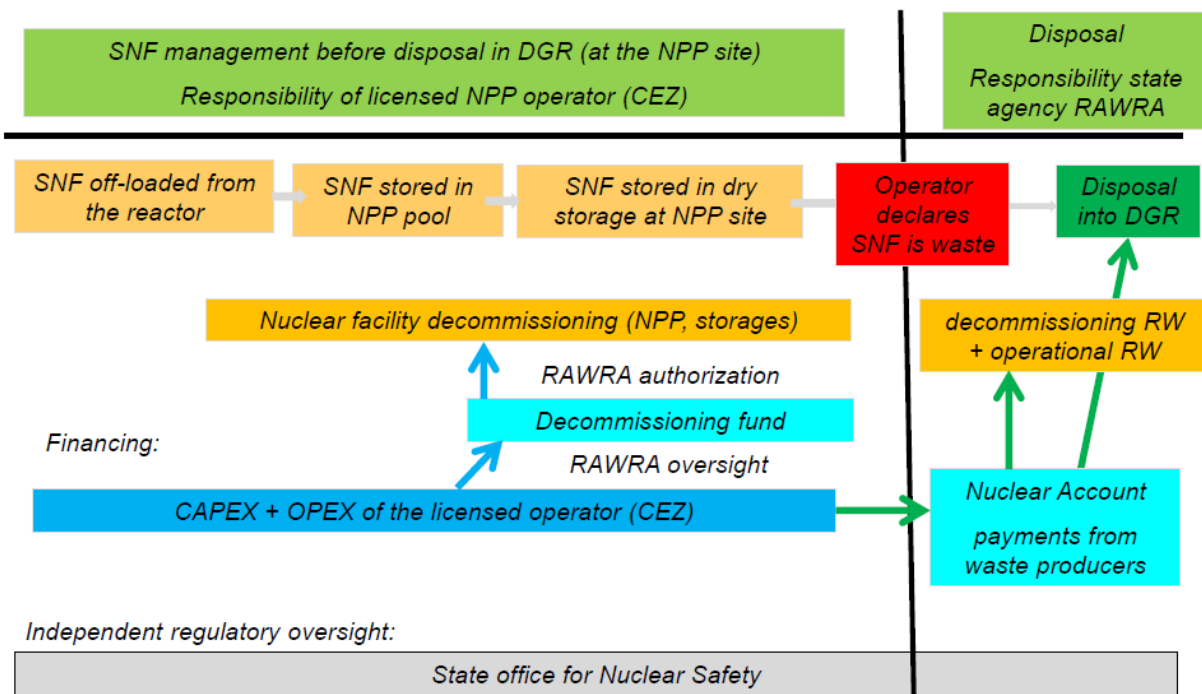 SNF management before disposal in DGR (at the NPP site)
Responsibility of licensed NPP operator (CEZ)
Disposal
Responsibility state
agency RAWRA
SNF off-loaded from
the reactor
SNF stored in
NPP pool
SNF stored in dry
storage at NPP site
Operator
declares
SNF is waste
Disposal
into DGR
Nuclear facility decommissioning (NPP, storages)
decommissioning RW
+ operational RW
RAWRA authorization
Decommissioning fund
Financing:
RAWRA oversight
CAPEX + OPEX of the licensed operator (CEZ)
Nuclear Account
payments from
waste producers
Independent regulatory oversight:
State office for Nuclear Safety